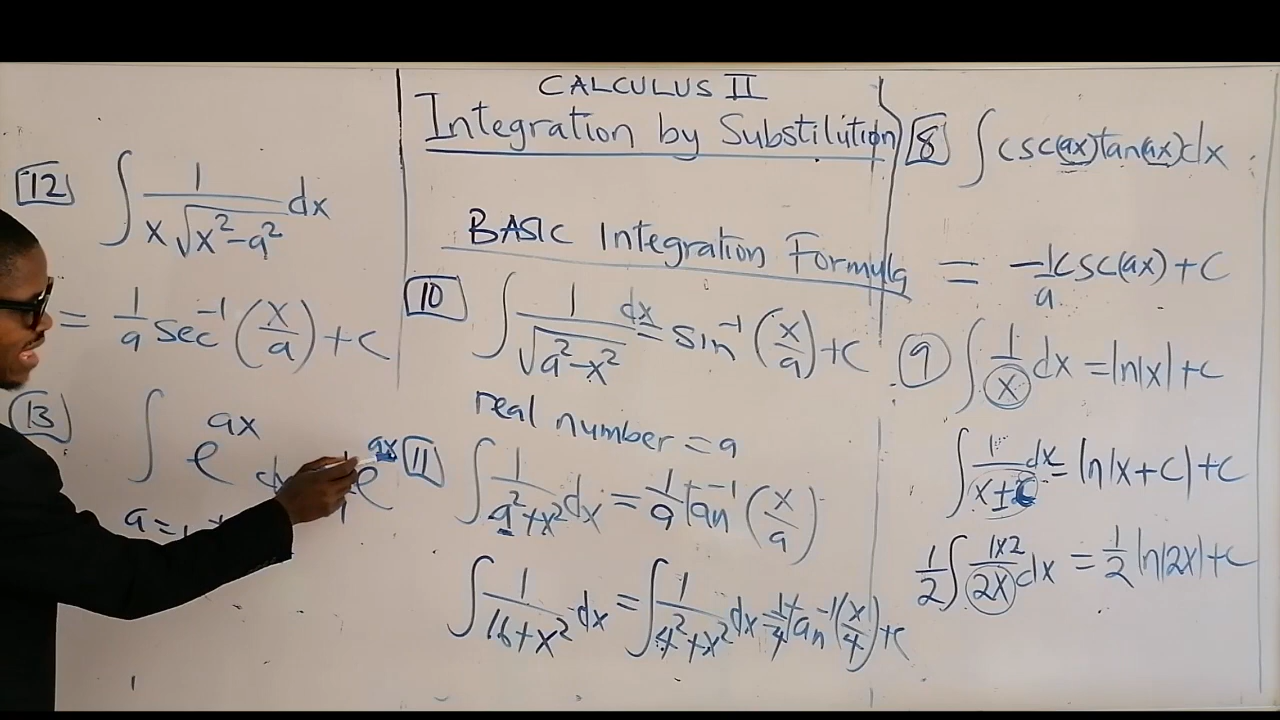 CALCULUS II
Integration by Substitution
BASIC Integration Formula
8 ∫ csc(ax)tan(ax)dx
= -1/a csc(ax) + C
9 ∫ 1/x dx = ln|x| + C
∫ 1/(x±C) dx = ln|x+C) + C
1/2 ∫ 1x2/2x dx = 1/2 ln|2x| + C
10 ∫ 1/√(a²-x²) dx = sin⁻¹(x/a) + C
real number = a
11 ∫ 1/(a²+x²) dx = 1/a tan⁻¹(x/a)
∫ 1/(16+x²) dx = ∫ 1/(4²+x²) dx = 1/4 tan⁻¹(x/4) + C
12 ∫ 1/(x√(x²-a²)) dx
= 1/a sec⁻¹(x/a) + C
13 ∫ e^ax e^ax
a =